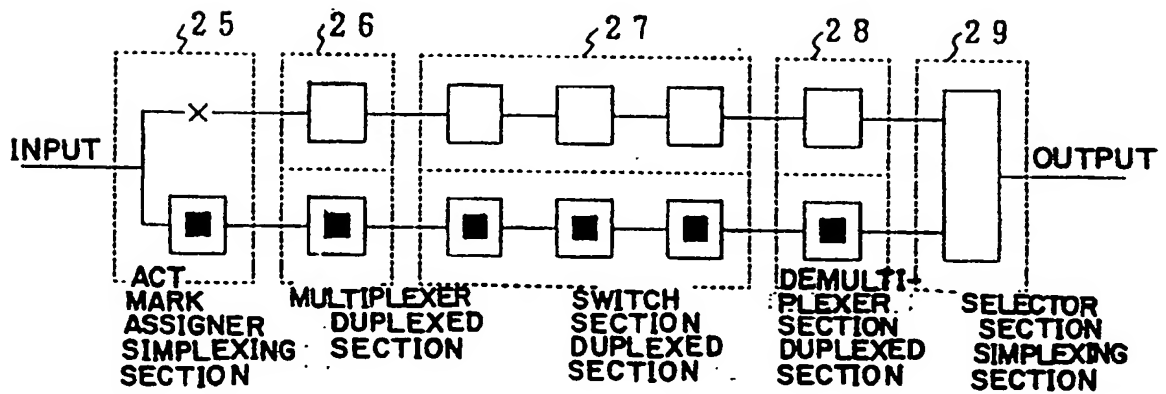 25
26
27
28
29
INPUT
OUTPUT
ACT
MARK
ASSIGNER
SIMPLEXING
SECTION
MULTIPLEXER
DUPLEXED
SECTION
SWITCH
SECTION
DUPLEXED
SECTION
DEMULTI-
PLEXER
SECTION
DUPLEXED
SECTION
SELECTOR
SECTION
SIMPLEXING
SECTION